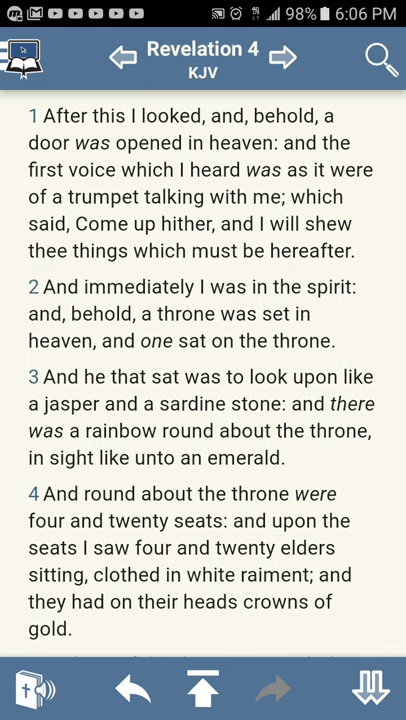 98% 6:06 PM
Revelation 4
KJV
1 After this I looked, and, behold, a
door was opened in heaven: and the
first voice which I heard was as it were
of a trumpet talking with me; which
said, Come up hither, and I will shew
thee things which must be hereafter.
2 And immediately I was in the spirit:
and, behold, a throne was set in
heaven, and one sat on the throne.
3 And he that sat was to look upon like
a jasper and a sardine stone: and there
was a rainbow round about the throne,
in sight like unto an emerald.
4 And round about the throne were
four and twenty seats: and upon the
seats I saw four and twenty elders
sitting, clothed in white raiment; and
they had on their heads crowns of
gold.